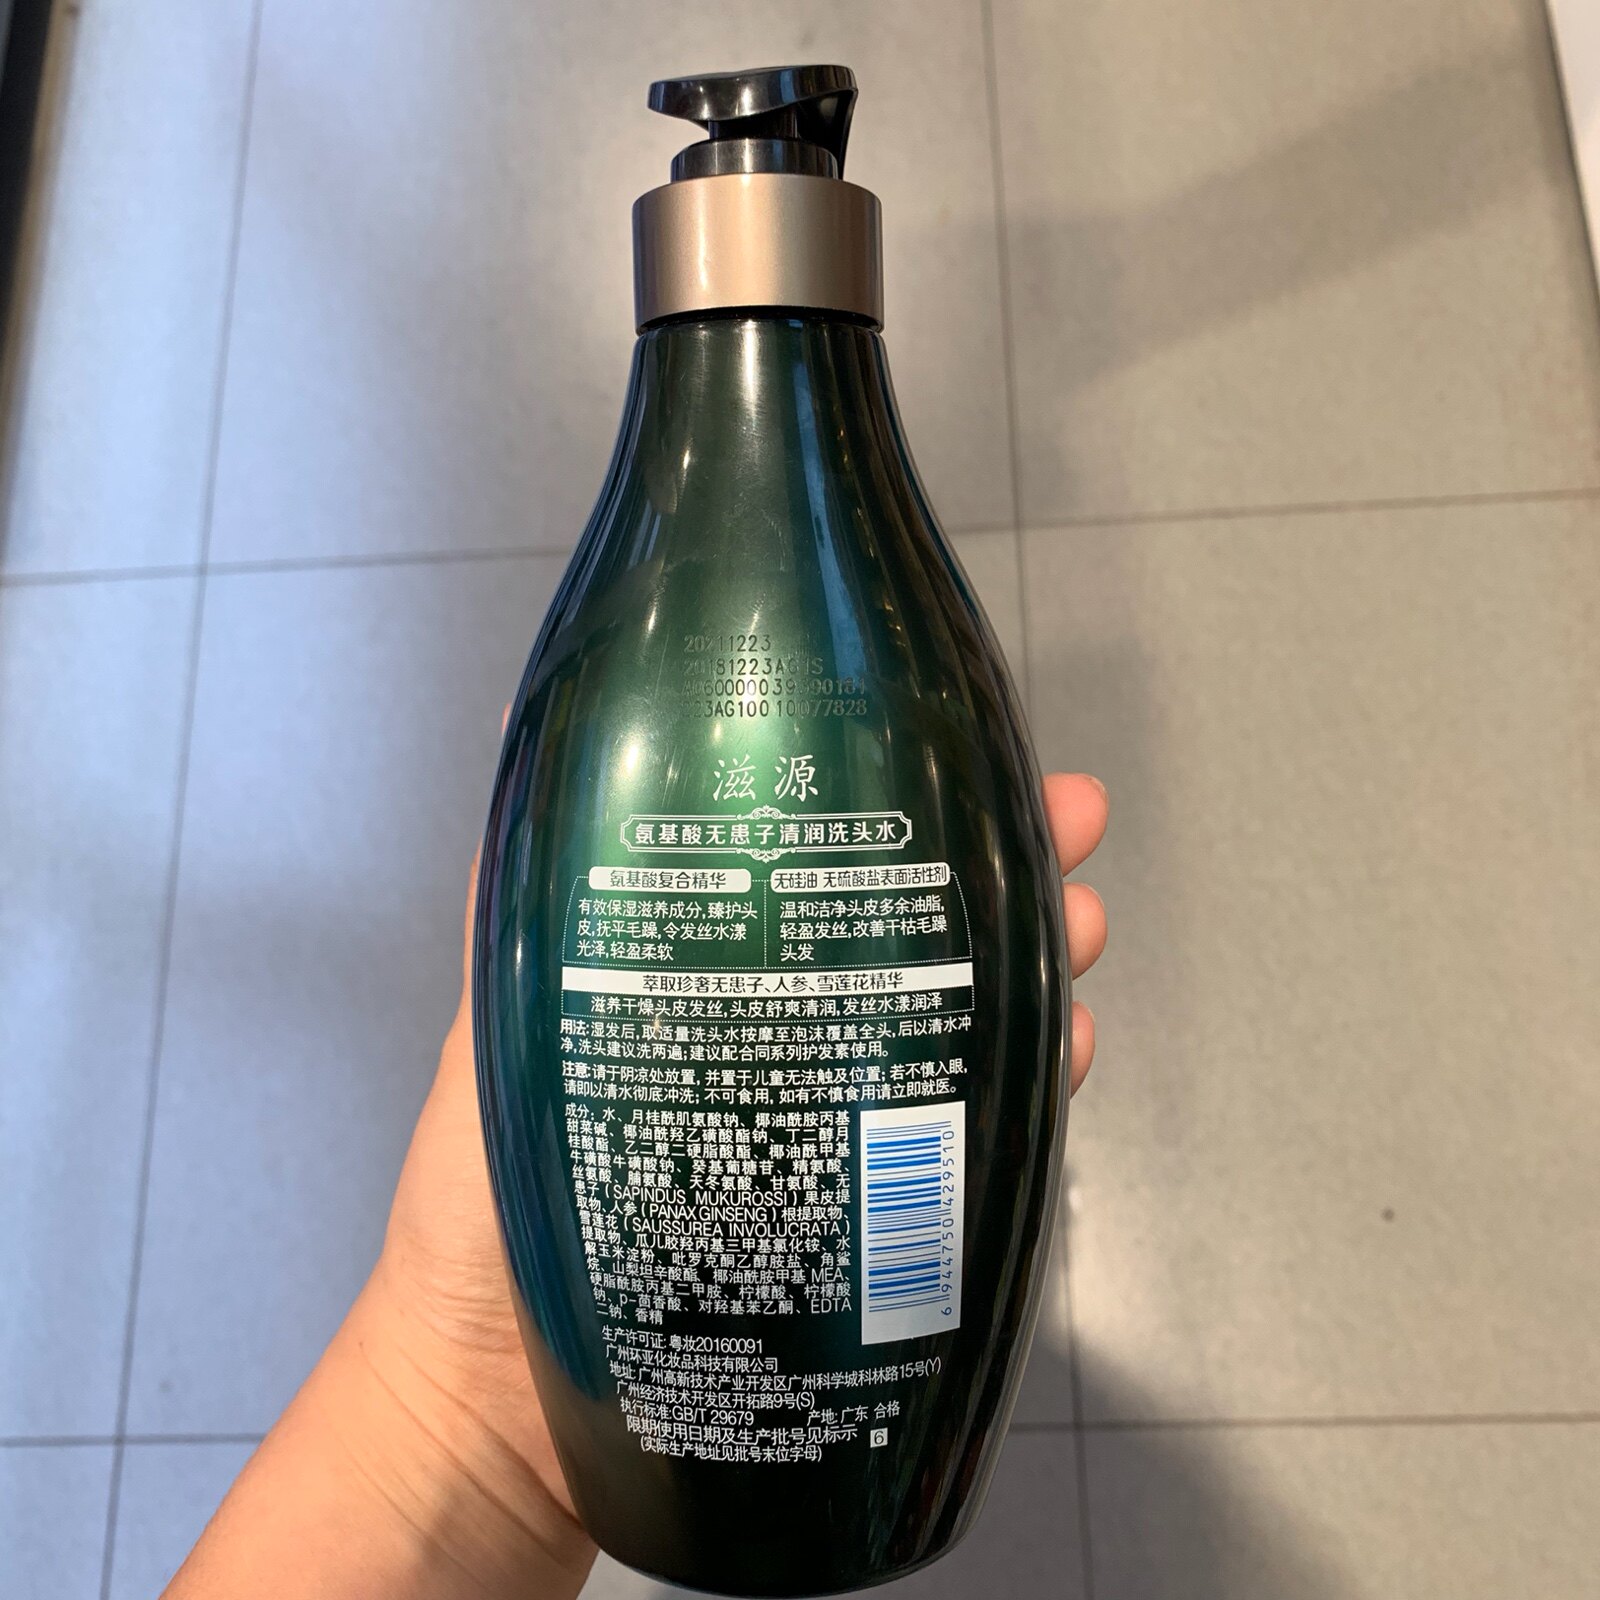 20211223
20181223AG1S
223AG10010077828
滋源
氨基酸无患子清润洗头水
氨基酸复合精华
有效保湿滋养成分,臻护头
皮,抚平毛躁,令发丝水漾
光泽,轻盈柔软
无硅油 无硫酸盐表面活性剂
温和洁净头皮多余油脂,
轻盈发丝,改善干枯毛躁
头发
萃取珍奢无患子、人参、雪莲花精华
滋养干燥头皮发丝,头皮舒爽清润,发丝水漾润泽
用法:湿发后,取适量洗头水按摩至泡沫覆盖全头,后以清水冲
净,洗头建议洗两遍;建议配合同系列护发素使用。
注意:请于阴凉处放置,并置于儿童无法触及位置;若不慎入眼,
请即以清水彻底冲洗;不可食用,如有不慎食用请立即就医。
成分:水、月桂酰肌氨酸钠、椰油酰胺丙基
甜菜碱、椰油酰羟乙磺酸酯钠、丁二醇月
桂酸酯、乙二醇二硬脂酸酯、椰油酰甲基
牛磺酸牛磺酸钠、癸基葡糖苷、精氨酸、
丝氨酸、脯氨酸、天冬氨酸、甘氨酸、无
患子(SAPINDUS MUKUROSSI)果皮提
取物、人参(PANAX GINSENG)根提取物、
雪莲花(SAUSSUREA INVOLUCRATA)
提取物、瓜儿胶羟丙基三甲基氯化铵、水
解玉米淀粉、吡罗克酮乙醇胺盐、角鲨
烷、山梨坦辛酸酯、椰油酰胺甲基 MEA、
硬脂酰胺丙基二甲胺、柠檬酸、柠檬酸
钠、p-茴香酸、对羟基苯乙酮、EDTA
二钠、香精
6944750429510
生产许可证:粤妆20160091
广州环亚化妆品科技有限公司
地址:广州高新技术产业开发区广州科学城科林路15号(Y)
广州经济技术开发区开拓路9号(S)
执行标准:GB/T 29679 产地:广东 合格
限期使用日期及生产批号见标示 6
(实际生产地址见批号末位字母)